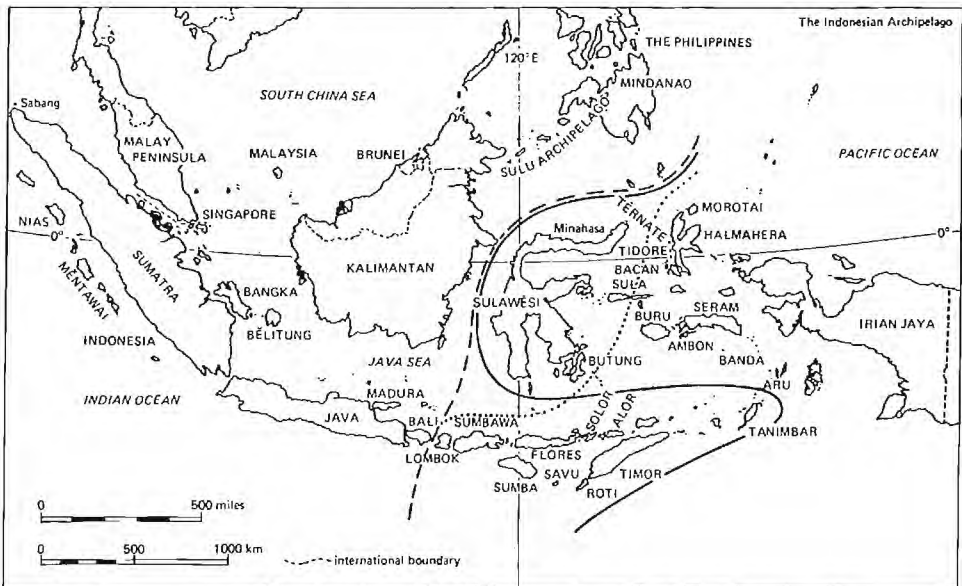 The Indonesian Archipelago
THE PHILIPPINES
120°E
MINDANAO
SOUTH CHINA SEA
Sabang
SULU ARCHIPELAGO
MALAY
PENINSULA
MALAYSIA
BRUNEI
PACIFIC OCEAN
NIAS
SINGAPORE
TERNATE
MOROTAI
Minahasa
HALMAHERA
0°
0°
TIDORE
KALIMANTAN
BACAN
MENTAWAI
SUMATRA
SULA
BANGKA
SULAWESI
BURU
SERAM
IRIAN JAYA
BĚLITUNG
AMBON
INDONESIA
BANDA
JAVA SEA
BUTUNG
ARU
INDIAN OCEAN
MADURA
SOLOR
ALOR
JAVA
BALI
SUMBAWA
TANIMBAR
LOMBOK
FLORES
SAVU
TIMOR
SUMBA
ROTI
0 500 miles
0 500 1000 km
international boundary